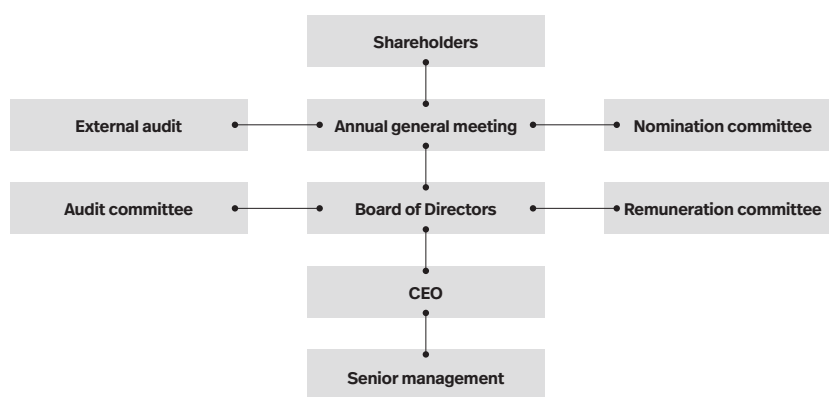 Shareholders
External audit
Annual general meeting
Nomination committee
Audit committee
Board of Directors
Remuneration committee
CEO
Senior management